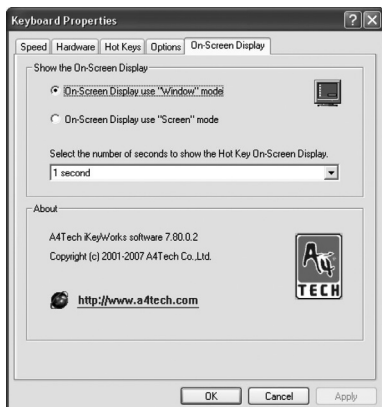 Keyboard Properties
Speed Hardware Hot Keys Options On-Screen Display
Show the On-Screen Display
On-Screen Display use "Window" mode
On-Screen Display use "Screen" mode
Select the number of seconds to show the Hot Key On-Screen Display.
1 second
About
A4Tech iKeyWorks software 7.80.0.2
Copyright (c) 2001-2007 A4Tech Co.,Ltd.
A4
TECH
http://www.a4tech.com
OK Cancel Apply